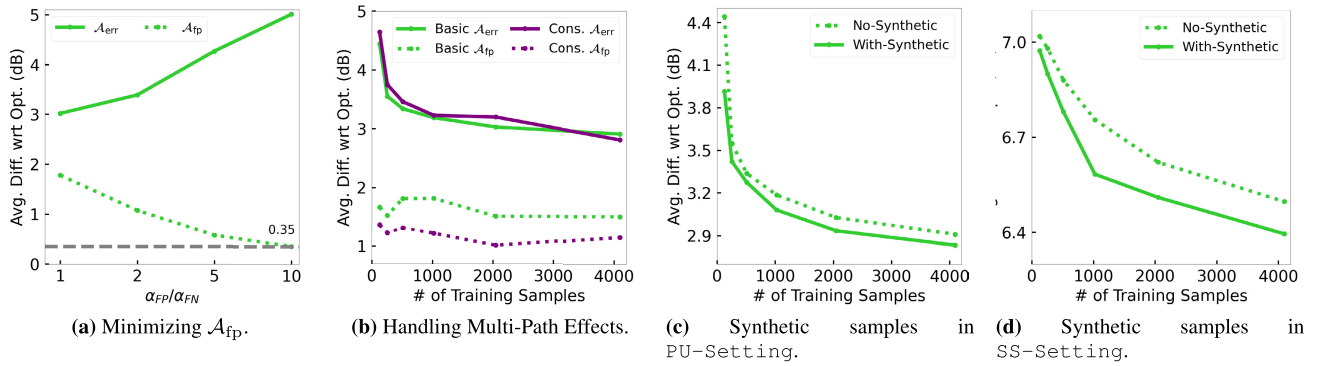 Avg. Diff. wrt Opt. (dB)
5
4
3
2
1
0
𝒜err
𝒜fp
0.35
1
2
5
10
α_FP/α_FN
(a) Minimizing 𝒜fp.
Avg. Diff. wrt Opt. (dB)
6
5
4
3
2
1
Basic 𝒜err
Cons. 𝒜err
Basic 𝒜fp
Cons. 𝒜fp
0
1000
2000
3000
4000
# of Training Samples
(b) Handling Multi-Path Effects.
Avg. Diff. wrt Opt. (dB)
4.4
4.1
3.8
3.5
3.2
2.9
No-Synthetic
With-Synthetic
0
1000
2000
3000
4000
# of Training Samples
(c) Synthetic samples in
PU-Setting.
7.0
6.7
6.4
No-Synthetic
With-Synthetic
0
1000
2000
3000
4000
# of Training Samples
(d) Synthetic samples in
SS-Setting.